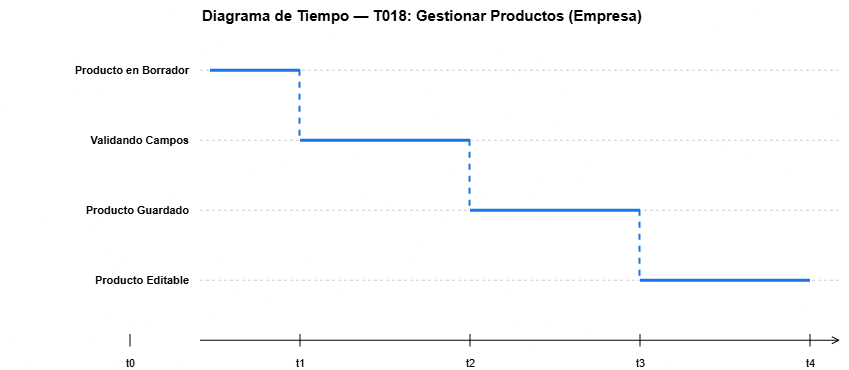 Diagrama de Tiempo — T018: Gestionar Productos (Empresa)
Producto en Borrador
Validando Campos
Producto Guardado
Producto Editable
t0 t1 t2 t3 t4